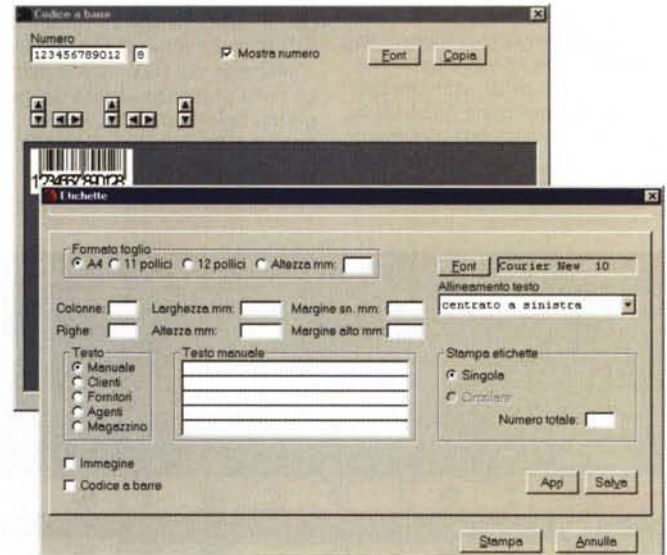 Codice a barre
Numero
123456789012 8
Mostra numero
Font
Copia
1234567890128
Etichette
Formato foglio
A4 11 pollici 12 pollici Altezza mm:
Font Courier New 10
Allineamento testo
centrato a sinistra
Colonne: Larghezza mm: Margine sn. mm:
Righe: Altezza mm: Margine alto mm:
Testo
Manuale
Clienti
Fornitori
Agenti
Magazzino
Testo manuale
Stampa etichette
Singola
Circolare
Numero totale:
Immagine
Codice a barre
Apri Salva
Stampa Annulla